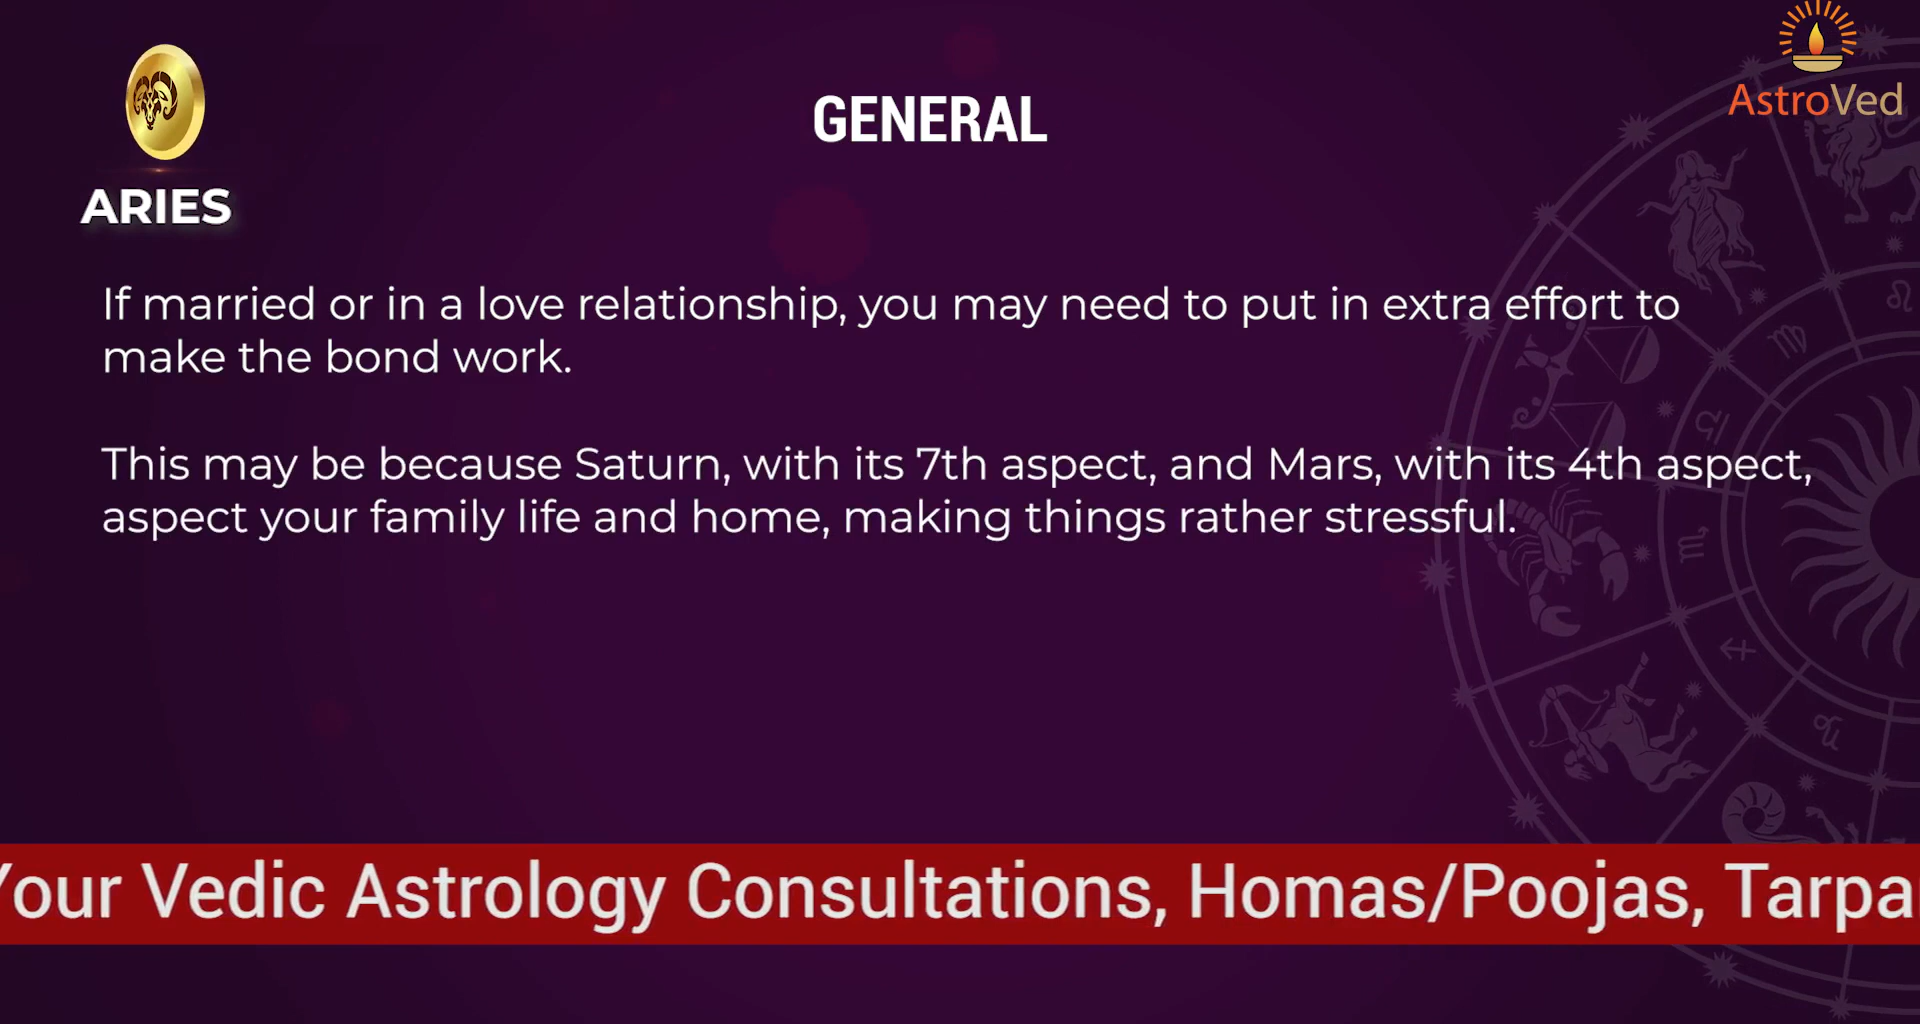 AstroVed
GENERAL
ARIES
If married or in a love relationship, you may need to put in extra effort to
make the bond work.
This may be because Saturn, with its 7th aspect, and Mars, with its 4th aspect,
aspect your family life and home, making things rather stressful.
Your Vedic Astrology Consultations, Homas/Poojas, Tarpa